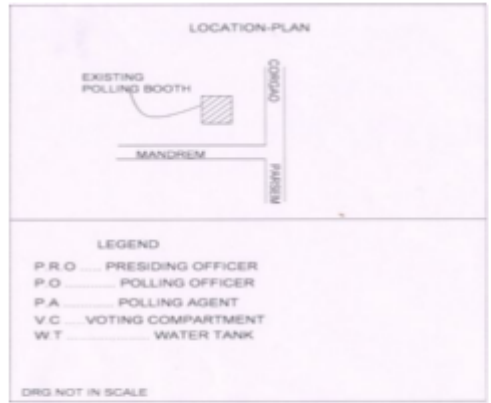 LOCATION-PLAN
EXISTING
POLLING BOOTH
CORGAO
MANDREM
PARSEM
LEGEND
P.R.O ..... PRESIDING OFFICER
P.O ............ POLLING OFFICER
P.A ............ POLLING AGENT
V.C ..... VOTING COMPARTMENT
W.T ..................... WATER TANK
DRG.NOT IN SCALE